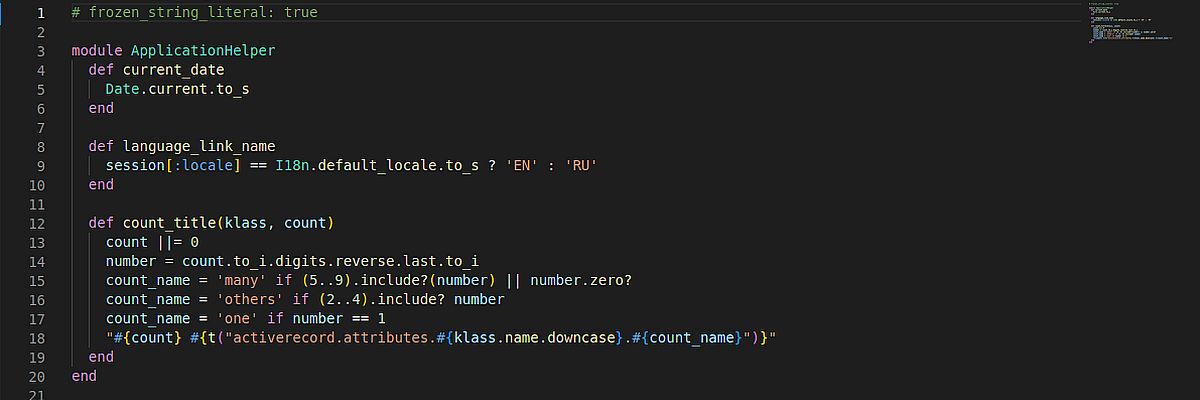 1 # frozen_string_literal: true
2
3 module ApplicationHelper
4   def current_date
5     Date.current.to_s
6   end
7
8   def language_link_name
9     session[:locale] == I18n.default_locale.to_s ? 'EN' : 'RU'
10   end
11
12   def count_title(klass, count)
13     count ||= 0
14     number = count.to_i.digits.reverse.last.to_i
15     count_name = 'many' if (5..9).include?(number) || number.zero?
16     count_name = 'others' if (2..4).include? number
17     count_name = 'one' if number == 1
18     "#{count} #{t("activerecord.attributes.#{klass.name.downcase}.#{count_name}")}"
19   end
20 end
21